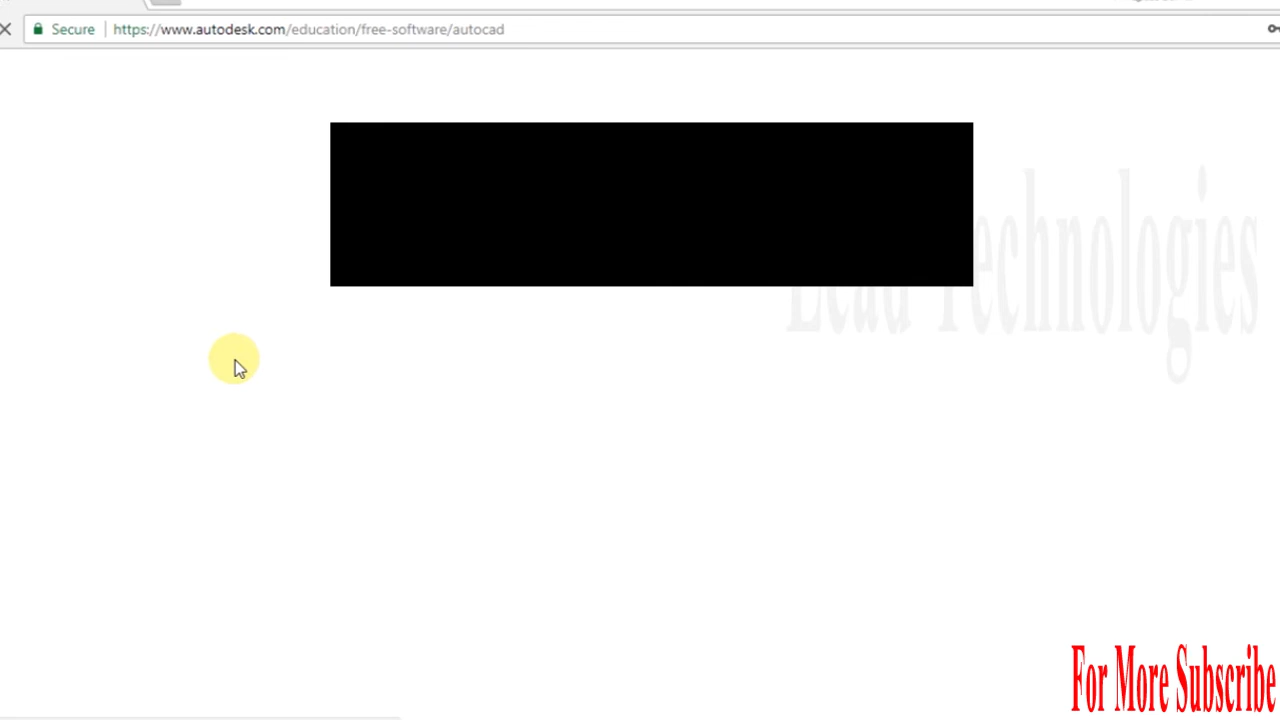 Secure https://www.autodesk.com/education/free-software/autocad
Lead Technologies
For More Subscribe